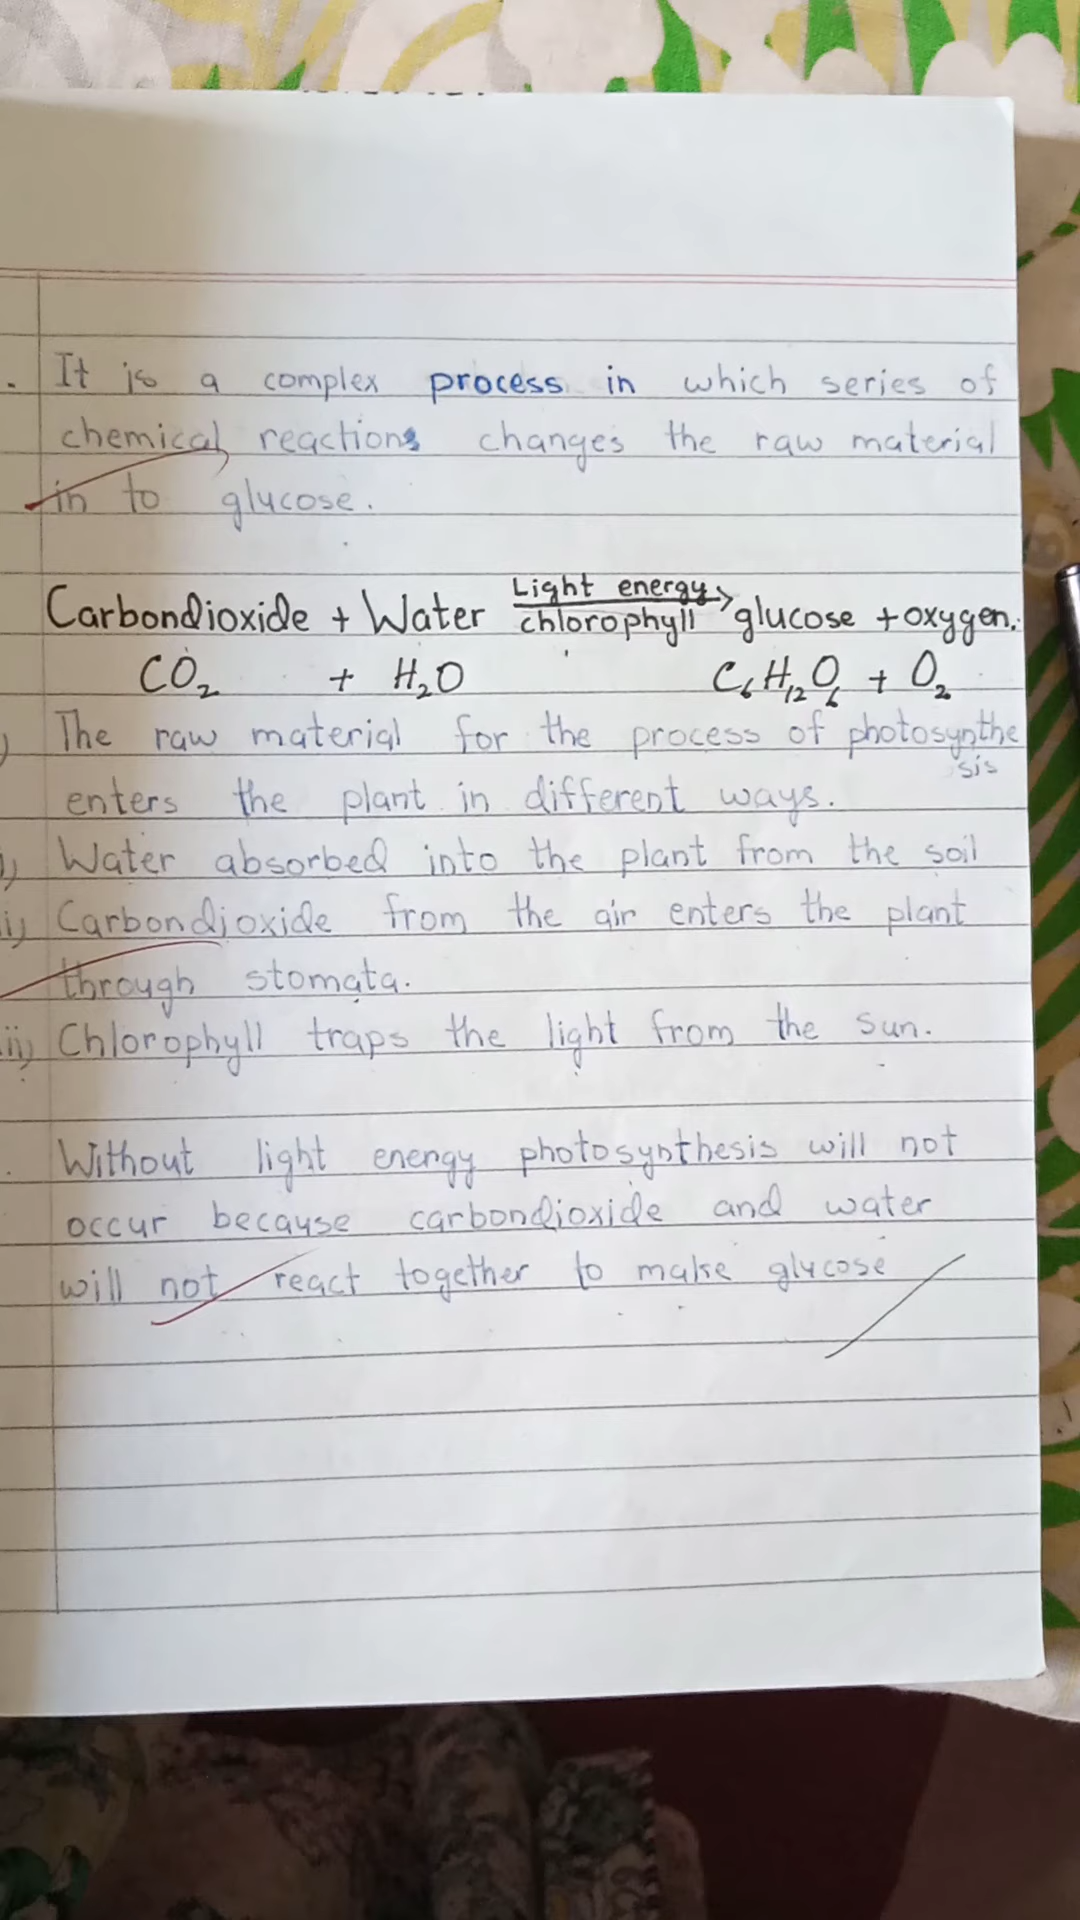 . It is a complex process in which series of
chemical reactions changes the raw material
in to glucose.
Carbondioxide + Water Light energy → glucose + oxygen.
chlorophyll
CO₂ + H₂O C₆H₁₂O₆ + O₂
) The raw material for the process of photosynthe
sis
enters the plant in different ways.
i) Water absorbed into the plant from the soil
ii) Carbondioxide from the air enters the plant
through stomata.
iii) Chlorophyll traps the light from the sun.
. Without light energy photosynthesis will not
occur because carbondioxide and water
will not react together to make glucose